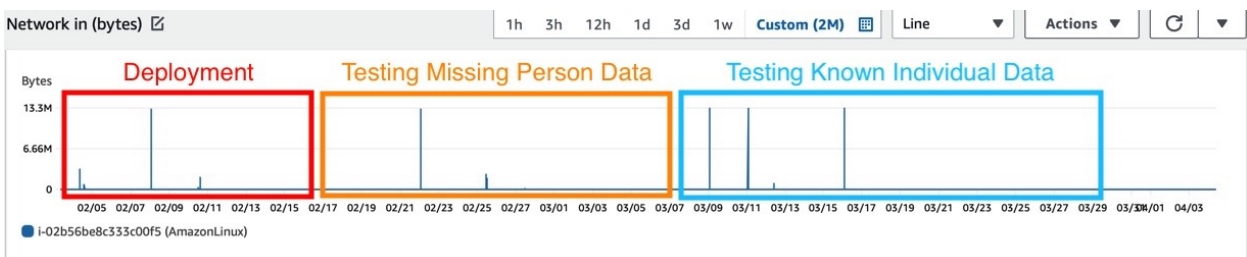 Network in (bytes)
1h 3h 12h 1d 3d 1w Custom (2M) Line Actions
Bytes
Deployment Testing Missing Person Data Testing Known Individual Data
13.3M
6.66M
0
02/05 02/07 02/09 02/11 02/13 02/15 02/17 02/19 02/21 02/23 02/25 02/27 03/01 03/03 03/05 03/07 03/09 03/11 03/13 03/15 03/17 03/19 03/21 03/23 03/25 03/27 03/29 04/01 04/03
i-02b56be8c333c00f5 (AmazonLinux)